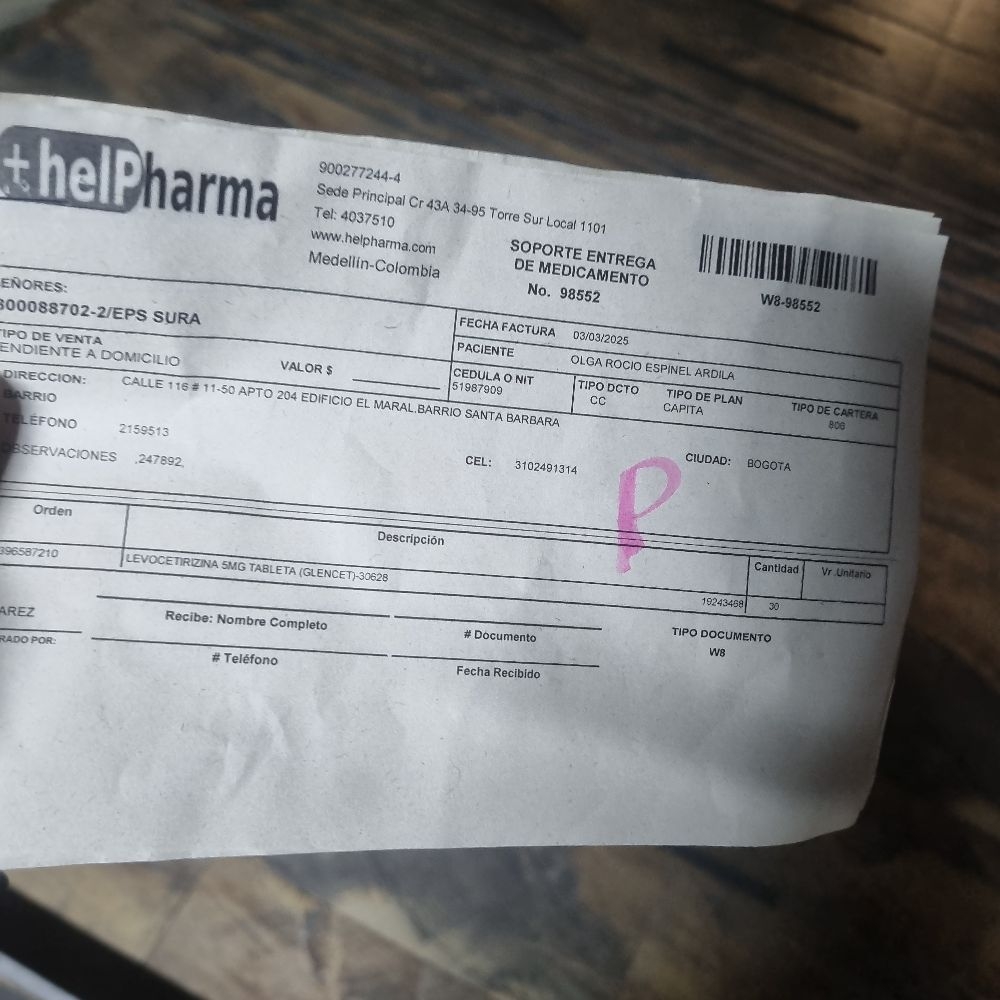 helPharma
900277244-4
Sede Principal Cr 43A 34-95 Torre Sur Local 1101
Tel: 4037510
www.helpharma.com
Medellín-Colombia
SOPORTE ENTREGA
DE MEDICAMENTO
No. 98552
W8-98552
EÑORES:
800088702-2/EPS SURA
IPO DE VENTA
ENDIENTE A DOMICILIO
VALOR $
FECHA FACTURA 03/03/2025
PACIENTE OLGA ROCIO ESPINEL ARDILA
CEDULA O NIT
51987909
TIPO DCTO
CC
TIPO DE PLAN
CAPITA
TIPO DE CARTERA
806
DIRECCION: CALLE 116 # 11-50 APTO 204 EDIFICIO EL MARAL.BARRIO SANTA BARBARA
BARRIO
TELÉFONO 2159513
CEL: 3102491314
CIUDAD: BOGOTA
OBSERVACIONES ,247892,
P
Orden Descripción Cantidad Vr .Unitario
396587210 LEVOCETIRIZINA 5MG TABLETA (GLENCET)-30628 19243468 30
AREZ
RADO POR:
Recibe: Nombre Completo
# Documento
TIPO DOCUMENTO
W8
# Teléfono
Fecha Recibido